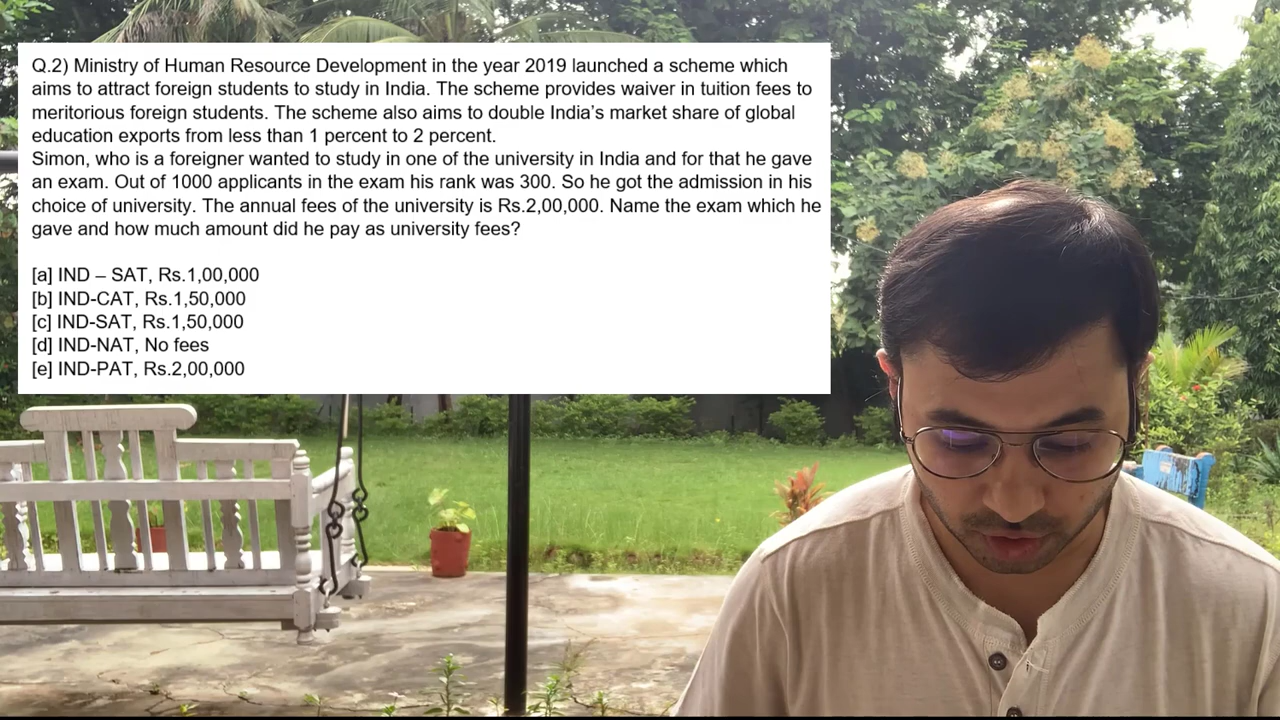 Q.2) Ministry of Human Resource Development in the year 2019 launched a scheme which
aims to attract foreign students to study in India. The scheme provides waiver in tuition fees to
meritorious foreign students. The scheme also aims to double India's market share of global
education exports from less than 1 percent to 2 percent.
Simon, who is a foreigner wanted to study in one of the university in India and for that he gave
an exam. Out of 1000 applicants in the exam his rank was 300. So he got the admission in his
choice of university. The annual fees of the university is Rs.2,00,000. Name the exam which he
gave and how much amount did he pay as university fees?
[a] IND – SAT, Rs.1,00,000
[b] IND-CAT, Rs.1,50,000
[c] IND-SAT, Rs.1,50,000
[d] IND-NAT, No fees
[e] IND-PAT, Rs.2,00,000